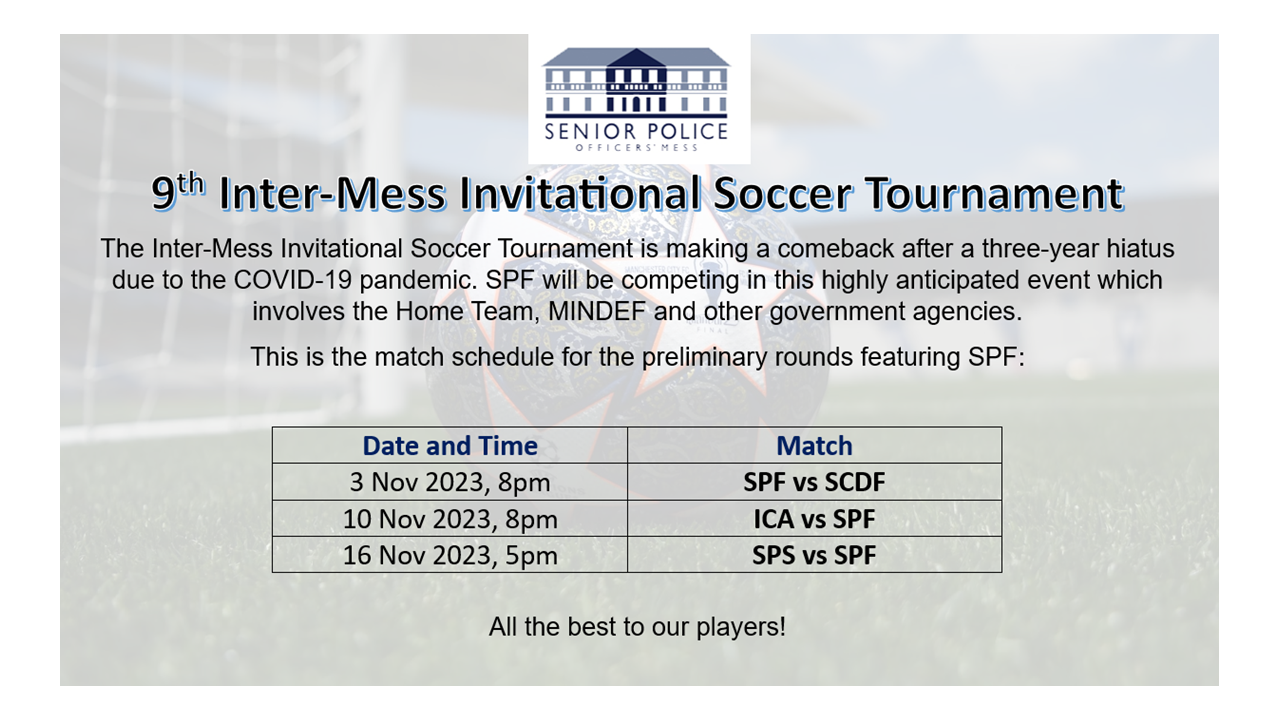 SENIOR POLICE
OFFICERS' MESS
9th Inter-Mess Invitational Soccer Tournament
The Inter-Mess Invitational Soccer Tournament is making a comeback after a three-year hiatus
due to the COVID-19 pandemic. SPF will be competing in this highly anticipated event which
involves the Home Team, MINDEF and other government agencies.
This is the match schedule for the preliminary rounds featuring SPF:
Date and Time Match
3 Nov 2023, 8pm SPF vs SCDF
10 Nov 2023, 8pm ICA vs SPF
16 Nov 2023, 5pm SPS vs SPF
All the best to our players!